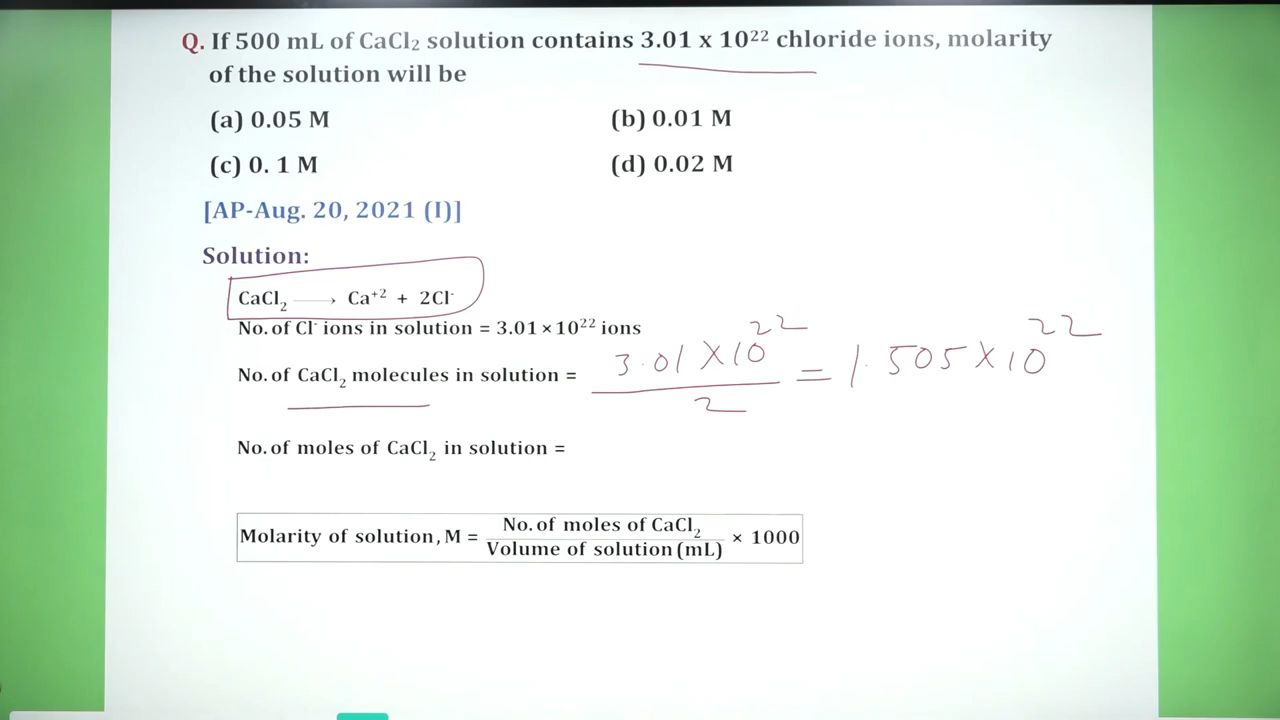 Q. If 500 mL of CaCl₂ solution contains 3.01 x 10²² chloride ions, molarity
of the solution will be
(a) 0.05 M (b) 0.01 M
(c) 0. 1 M (d) 0.02 M
[AP-Aug. 20, 2021 (I)]
Solution:
CaCl₂ ⟶ Ca⁺² + 2Cl⁻
No. of Cl⁻ ions in solution = 3.01 × 10²² ions
No. of CaCl₂ molecules in solution = 3.01 × 10²² / 2 = 1.505 × 10²²
No. of moles of CaCl₂ in solution =
Molarity of solution, M = No. of moles of CaCl₂ / Volume of solution (mL) × 1000